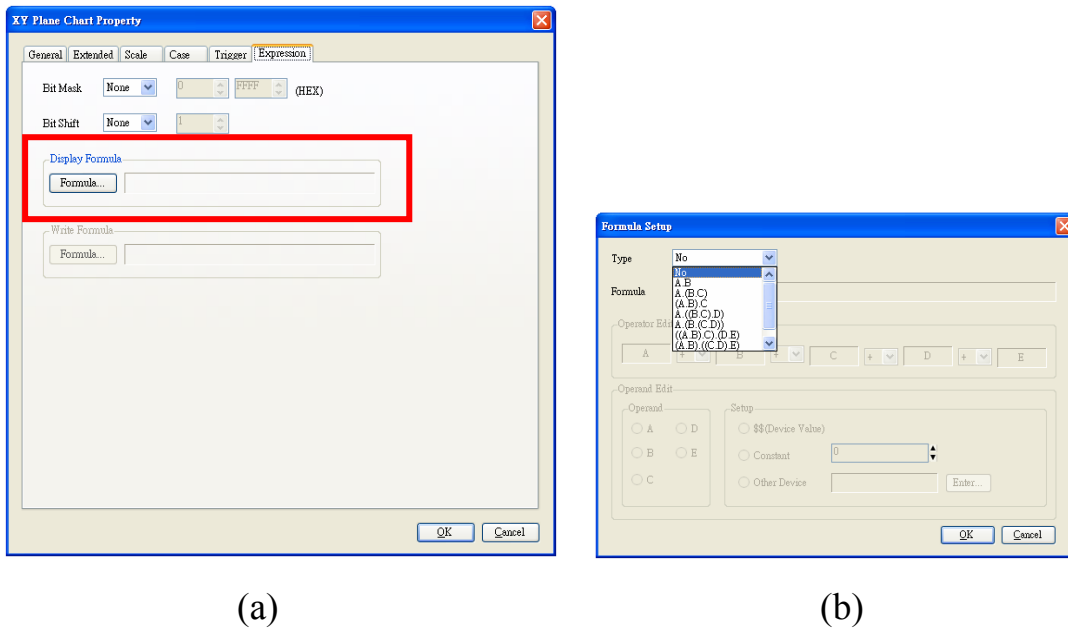 XY Plane Chart Property
General Extended Scale Case Trigger Expression
Bit Mask None 0 FFFF (HEX)
Bit Shift None 1
Display Formula
Formula...
Write Formula
Formula...
OK Cancel
(a)
Formula Setup
Type No
No
A.B
A.(B.C)
(A.B).C
A.((B.C).D)
A.(B.(C.D))
((A.B).C).(D.E)
(A.B).((C.D).E)
Formula
Operator Edi
A + B + C + D + E
Operand Edit
Operand
A D
B E
C
Setup
$$(Device Value)
Constant 0
Other Device Enter...
OK Cancel
(b)